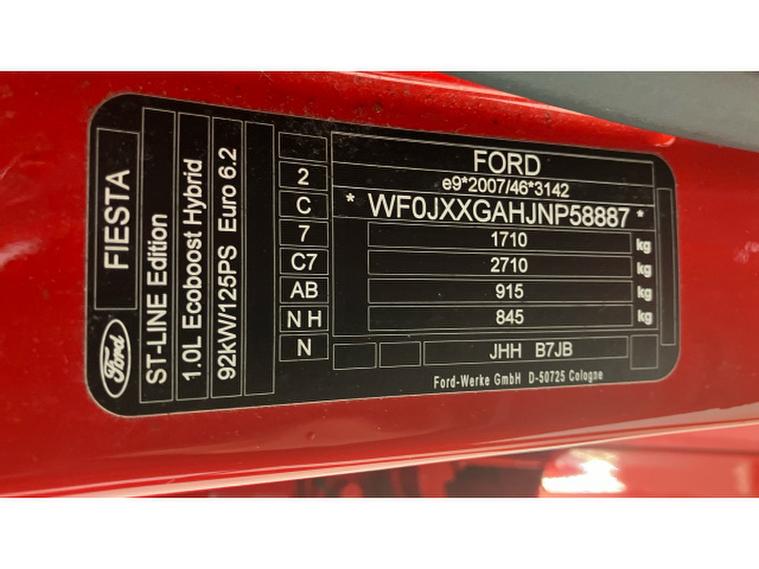 Ford
FIESTA
ST-LINE Edition
1.0L Ecoboost Hybrid
92kW/125PS Euro 6.2
2
C
7
C7
AB
N H
N
FORD
e9*2007/46*3142
* WF0JXXGAHJNP58887 *
1710 kg
2710 kg
915 kg
845 kg
JHH B7JB
Ford-Werke GmbH D-50725 Cologne